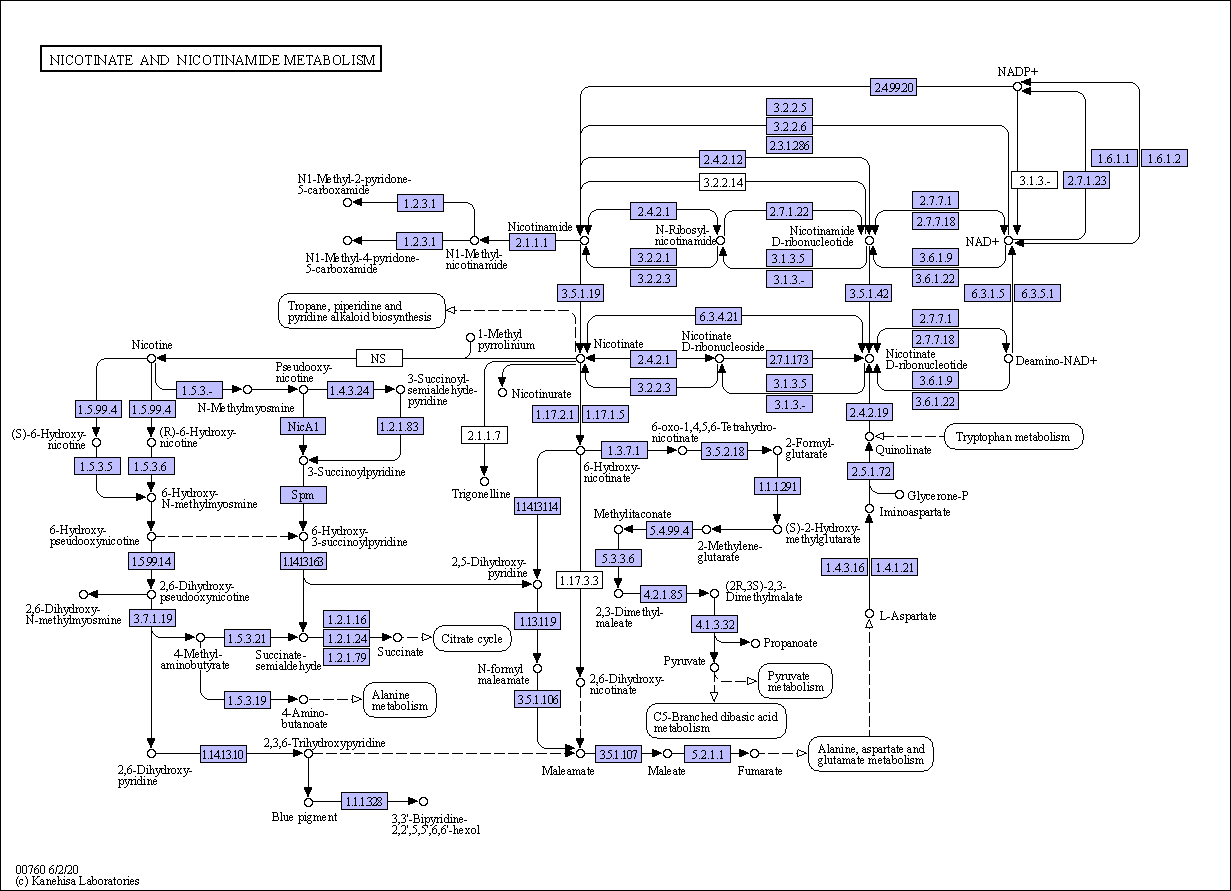 NICOTINATE AND NICOTINAMIDE METABOLISM
NADP+
2.4.99.20
3.2.2.5
3.2.2.6
2.3.1.286
2.4.2.12
3.2.2.14
1.6.1.1
1.6.1.2
3.1.3.-
2.7.1.23
N1-Methyl-2-pyridone-
5-carboxamide
1.2.3.1
1.2.3.1
N1-Methyl-4-pyridone-
5-carboxamide
N1-Methyl-
nicotinamide
2.1.1.1
Nicotinamide
2.4.2.1
N-Ribosyl-
nicotinamide
2.7.1.22
Nicotinamide
D-ribonucleotide
2.7.7.1
2.7.7.18
NAD+
3.2.2.1
3.2.2.3
3.1.3.5
3.1.3.-
3.6.1.9
3.6.1.22
3.5.1.19
3.5.1.42
6.3.1.5
6.3.5.1
Tropane, piperidine and
pyridine alkaloid biosynthesis
6.3.4.21
2.7.7.1
2.7.7.18
1-Methyl
pyrrolinium
Nicotine
NS
Nicotinate
2.4.2.1
Nicotinate
D-ribonucleoside
2.7.1.173
Nicotinate
D-ribonucleotide
Deamino-NAD+
3.2.2.3
3.1.3.5
3.1.3.-
3.6.1.9
3.6.1.22
Pseudooxy-
nicotine
1.5.3.-
N-Methylmyosmine
1.4.3.24
3-Succinoyl-
semialdehyde-
pyridine
Nicotinurate
1.5.99.4
1.5.99.4
NicA1
1.2.1.83
2.1.1.7
1.17.2.1
1.17.1.5
2.4.2.19
(S)-6-Hydroxy-
nicotine
(R)-6-Hydroxy-
nicotine
6-oxo-1,4,5,6-Tetrahydro-
nicotinate
2-Formyl-
glutarate
Quinolinate
Tryptophan metabolism
1.5.3.5
1.5.3.6
3-Succinoylpyridine
1.3.7.1
3.5.2.18
6-Hydroxy-
nicotinate
2.5.1.72
6-Hydroxy-
N-methylmyosmine
Spm
Trigonelline
1.14.13.114
1.1.1.291
Glycerone-P
Iminoaspartate
6-Hydroxy-
pseudooxynicotine
6-Hydroxy-
3-succinoylpyridine
Methylitaconate
5.4.99.4
2-Methylene-
glutarate
(S)-2-Hydroxy-
methylglutarate
1.5.99.14
1.14.13.163
2,5-Dihydroxy-
pyridine
1.17.3.3
5.3.3.6
1.4.3.16
1.4.1.21
2,6-Dihydroxy-
pseudooxynicotine
2,6-Dihydroxy-
N-methylmyosmine
3.7.1.19
2,3-Dimethyl-
maleate
4.2.1.85
(2R,3S)-2,3-
Dimethylmalate
L-Aspartate
1.13.11.9
4.1.3.32
4-Methyl-
aminobutyrate
1.5.3.21
Succinate-
semialdehyde
1.2.1.16
1.2.1.24
1.2.1.79
Succinate
Citrate cycle
Propanoate
Pyruvate
N-formyl
maleamate
2,6-Dihydroxy-
nicotinate
Pyruvate
metabolism
1.5.3.19
4-Amino-
butanoate
Alanine
metabolism
3.5.1.106
C5-Branched dibasic acid
metabolism
2,6-Dihydroxy-
pyridine
1.14.13.10
2,3,6-Trihydroxypyridine
Maleamate
3.5.1.107
Maleate
5.2.1.1
Fumarate
Alanine, aspartate and
glutamate metabolism
Blue pigment
1.1.1.328
3,3'-Bipyridine-
2,2',5,5',6,6'-hexol
00760 6/2/20
(c) Kanehisa Laboratories